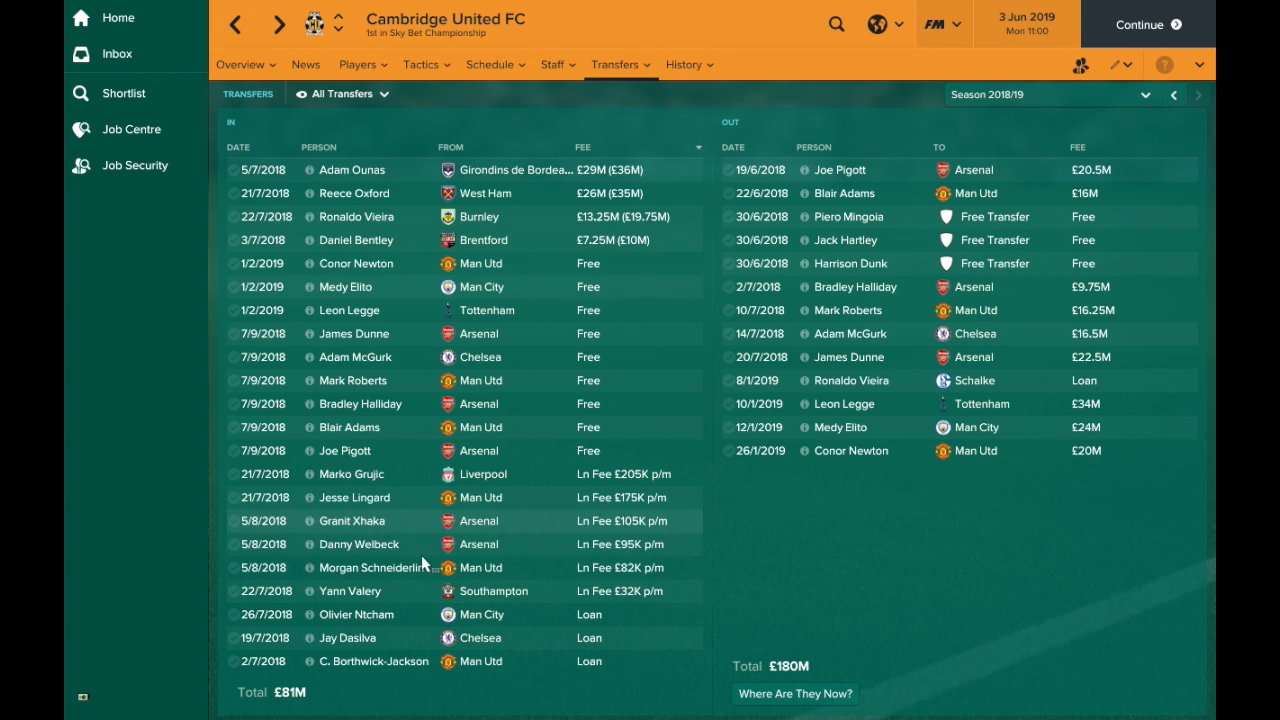 Home
Inbox
Shortlist
Job Centre
Job Security
Cambridge United FC
1st in Sky Bet Championship
FM
3 Jun 2019
Mon 11:00
Continue
Overview News Players Tactics Schedule Staff Transfers History
?
TRANSFERS All Transfers
Season 2018/19
IN
DATE PERSON FROM FEE
5/7/2018 Adam Ounas Girondins de Bordea... £29M (£36M)
21/7/2018 Reece Oxford West Ham £26M (£35M)
22/7/2018 Ronaldo Vieira Burnley £13.25M (£19.75M)
3/7/2018 Daniel Bentley Brentford £7.25M (£10M)
1/2/2019 Conor Newton Man Utd Free
1/2/2019 Medy Elito Man City Free
1/2/2019 Leon Legge Tottenham Free
7/9/2018 James Dunne Arsenal Free
7/9/2018 Adam McGurk Chelsea Free
7/9/2018 Mark Roberts Man Utd Free
7/9/2018 Bradley Halliday Arsenal Free
7/9/2018 Blair Adams Man Utd Free
7/9/2018 Joe Pigott Arsenal Free
21/7/2018 Marko Grujic Liverpool Ln Fee £205K p/m
21/7/2018 Jesse Lingard Man Utd Ln Fee £175K p/m
5/8/2018 Granit Xhaka Arsenal Ln Fee £105K p/m
5/8/2018 Danny Welbeck Arsenal Ln Fee £95K p/m
5/8/2018 Morgan Schneiderlin Man Utd Ln Fee £82K p/m
22/7/2018 Yann Valery Southampton Ln Fee £32K p/m
26/7/2018 Olivier Ntcham Man City Loan
19/7/2018 Jay Dasilva Chelsea Loan
2/7/2018 C. Borthwick-Jackson Man Utd Loan
Total £81M
OUT
DATE PERSON TO FEE
19/6/2018 Joe Pigott Arsenal £20.5M
22/6/2018 Blair Adams Man Utd £16M
30/6/2018 Piero Mingoia Free Transfer Free
30/6/2018 Jack Hartley Free Transfer Free
30/6/2018 Harrison Dunk Free Transfer Free
2/7/2018 Bradley Halliday Arsenal £9.75M
10/7/2018 Mark Roberts Man Utd £16.25M
14/7/2018 Adam McGurk Chelsea £16.5M
20/7/2018 James Dunne Arsenal £22.5M
8/1/2019 Ronaldo Vieira Schalke Loan
10/1/2019 Leon Legge Tottenham £34M
12/1/2019 Medy Elito Man City £24M
26/1/2019 Conor Newton Man Utd £20M
Total £180M
Where Are They Now?